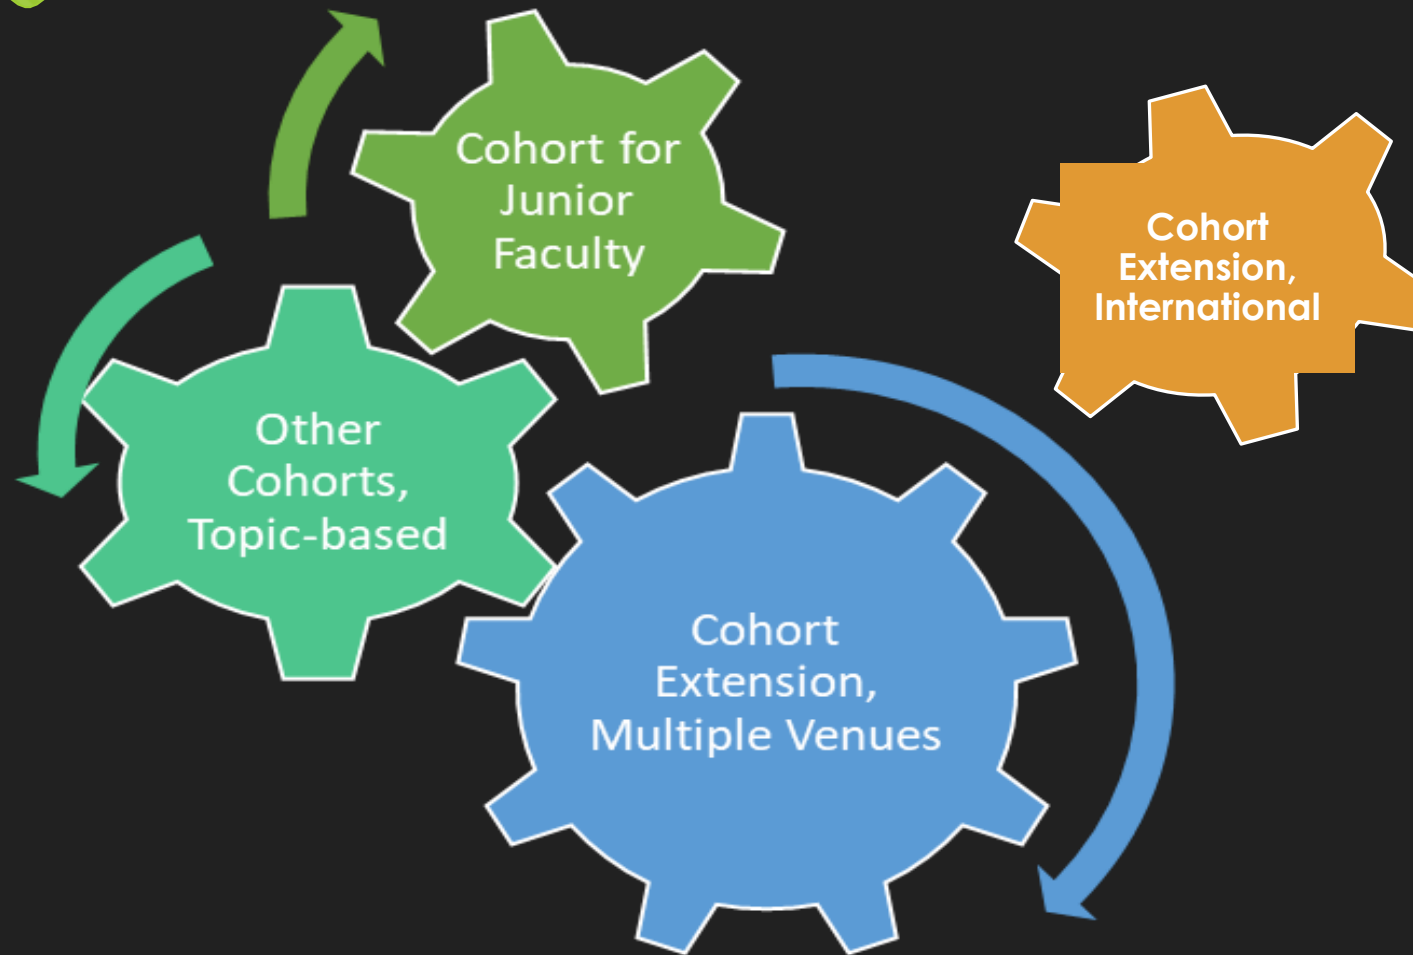 Cohort for
Junior
Faculty
Cohort
Extension,
International
Other
Cohorts,
Topic-based
Cohort
Extension,
Multiple Venues